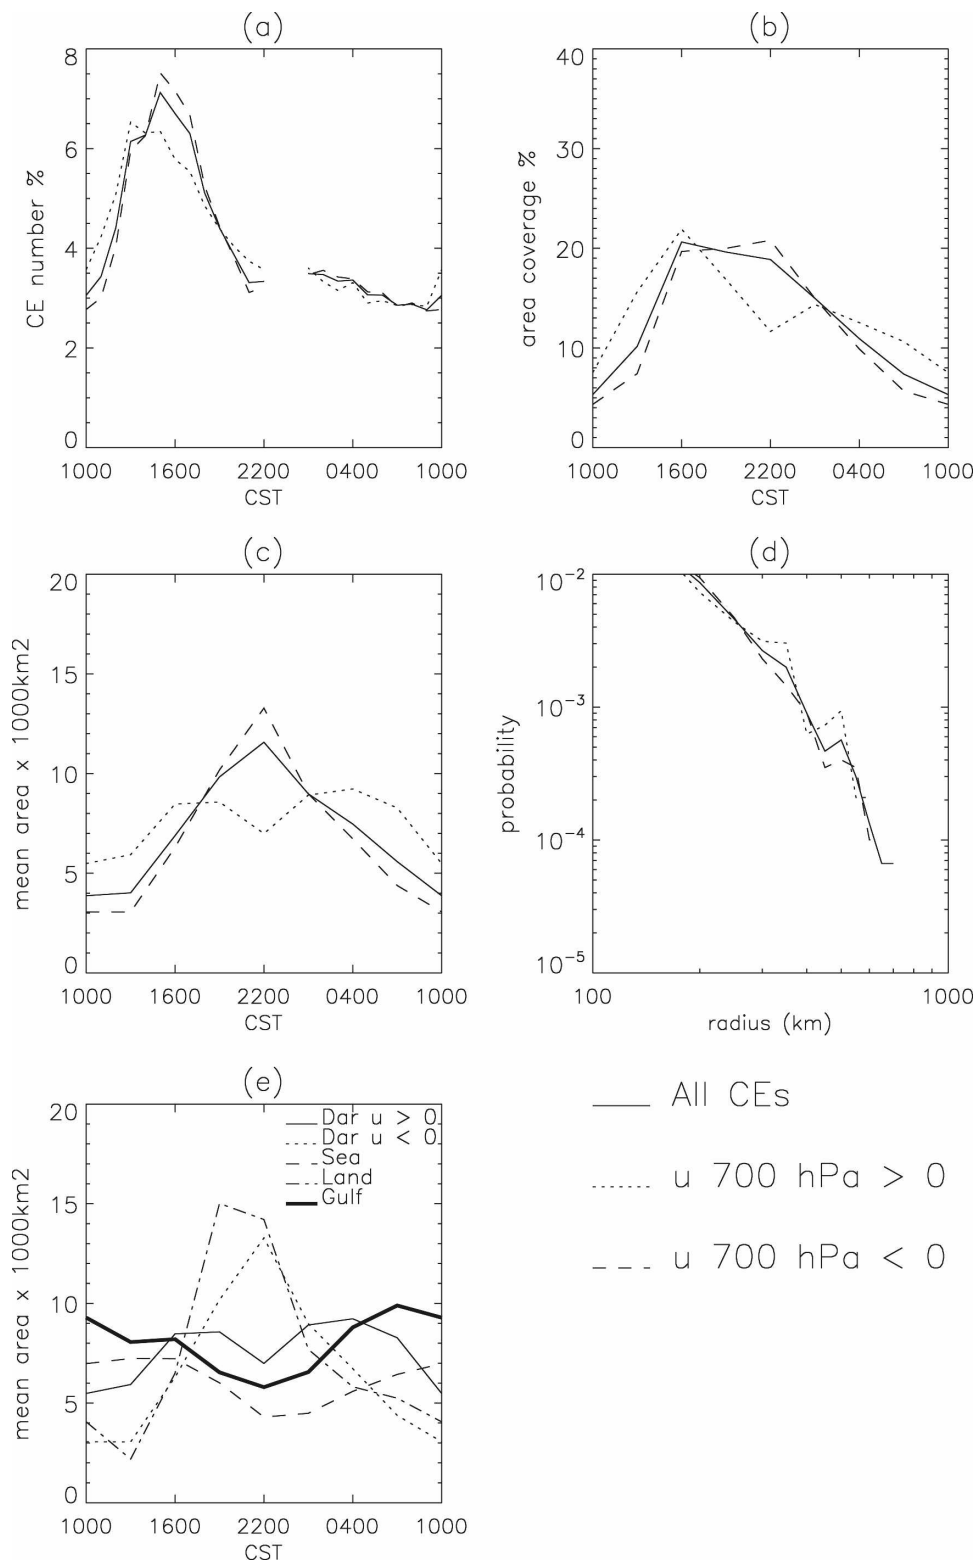 (a)
8
6
4
2
0
CE number %
1000 1600 2200 0400 1000
CST
(b)
40
30
20
10
0
area coverage %
1000 1600 2200 0400 1000
CST
(c)
20
15
10
5
0
mean area x 1000km2
1000 1600 2200 0400 1000
CST
(d)
10-2
10-3
10-4
10-5
probability
100 1000
radius (km)
(e)
20
15
10
5
0
mean area x 1000km2
Dar u > 0
Dar u < 0
Sea
Land
Gulf
1000 1600 2200 0400 1000
CST
All CEs
u 700 hPa > 0
u 700 hPa < 0